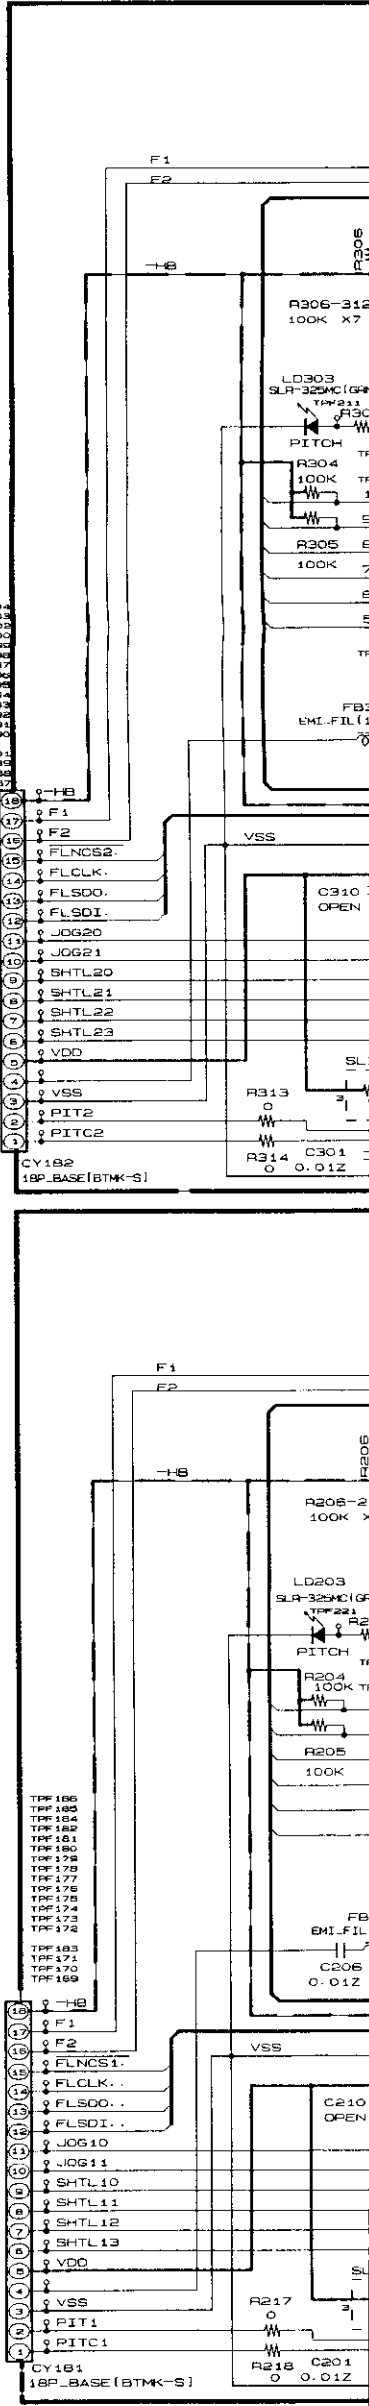 F1
F2
-HB
R306
R306-312
100K X7
LD303
SLR-325MC(GRN
TPF211
R30
PITCH
R304
100K
R305
100K
FB3
EMI_FIL(1
18 -HB
17 F1
16 F2
15 FLNCS2.
14 FLCLK.
13 FLSDO.
12 FLSDI.
11 JOG20
10 JOG21
9 SHTL20
8 SHTL21
7 SHTL22
6 SHTL23
5 VDD
4
3 VSS
2 PIT2
1 PITC2
VSS
C310
OPEN
SL
3
R313
0
R314
0
C301
0.01Z
CY182
18P_BASE[BTMK-S]
F1
F2
-HB
R206
R206-2
100K X
LD203
SLR-325MC(GR
TPF221
R2
PITCH
R204
100K
R205
100K
TPF186
TPF185
TPF184
TPF182
TPF181
TPF180
TPF179
TPF178
TPF177
TPF176
TPF175
TPF174
TPF173
TPF172
TPF183
TPF171
TPF170
TPF169
FB
EMI_FIL
C206
0.01Z
18 -HB
17 F1
16 F2
15 FLNCS1.
14 FLCLK..
13 FLSDO..
12 FLSDI..
11 JOG10
10 JOG11
9 SHTL10
8 SHTL11
7 SHTL12
6 SHTL13
5 VDD
4
3 VSS
2 PIT1
1 PITC1
VSS
C210
OPEN
SL
3
R217
0
R218
0
C201
0.01Z
CY181
18P_BASE[BTMK-S]